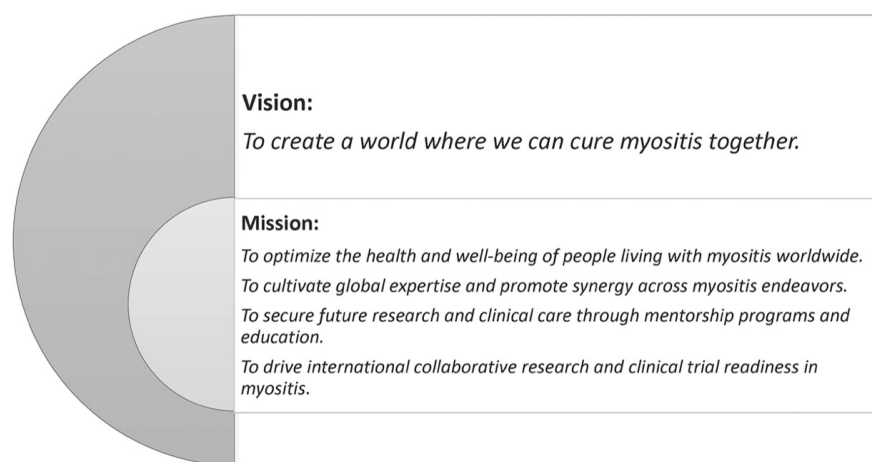 Vision:
To create a world where we can cure myositis together.
Mission:
To optimize the health and well-being of people living with myositis worldwide.
To cultivate global expertise and promote synergy across myositis endeavors.
To secure future research and clinical care through mentorship programs and
education.
To drive international collaborative research and clinical trial readiness in
myositis.